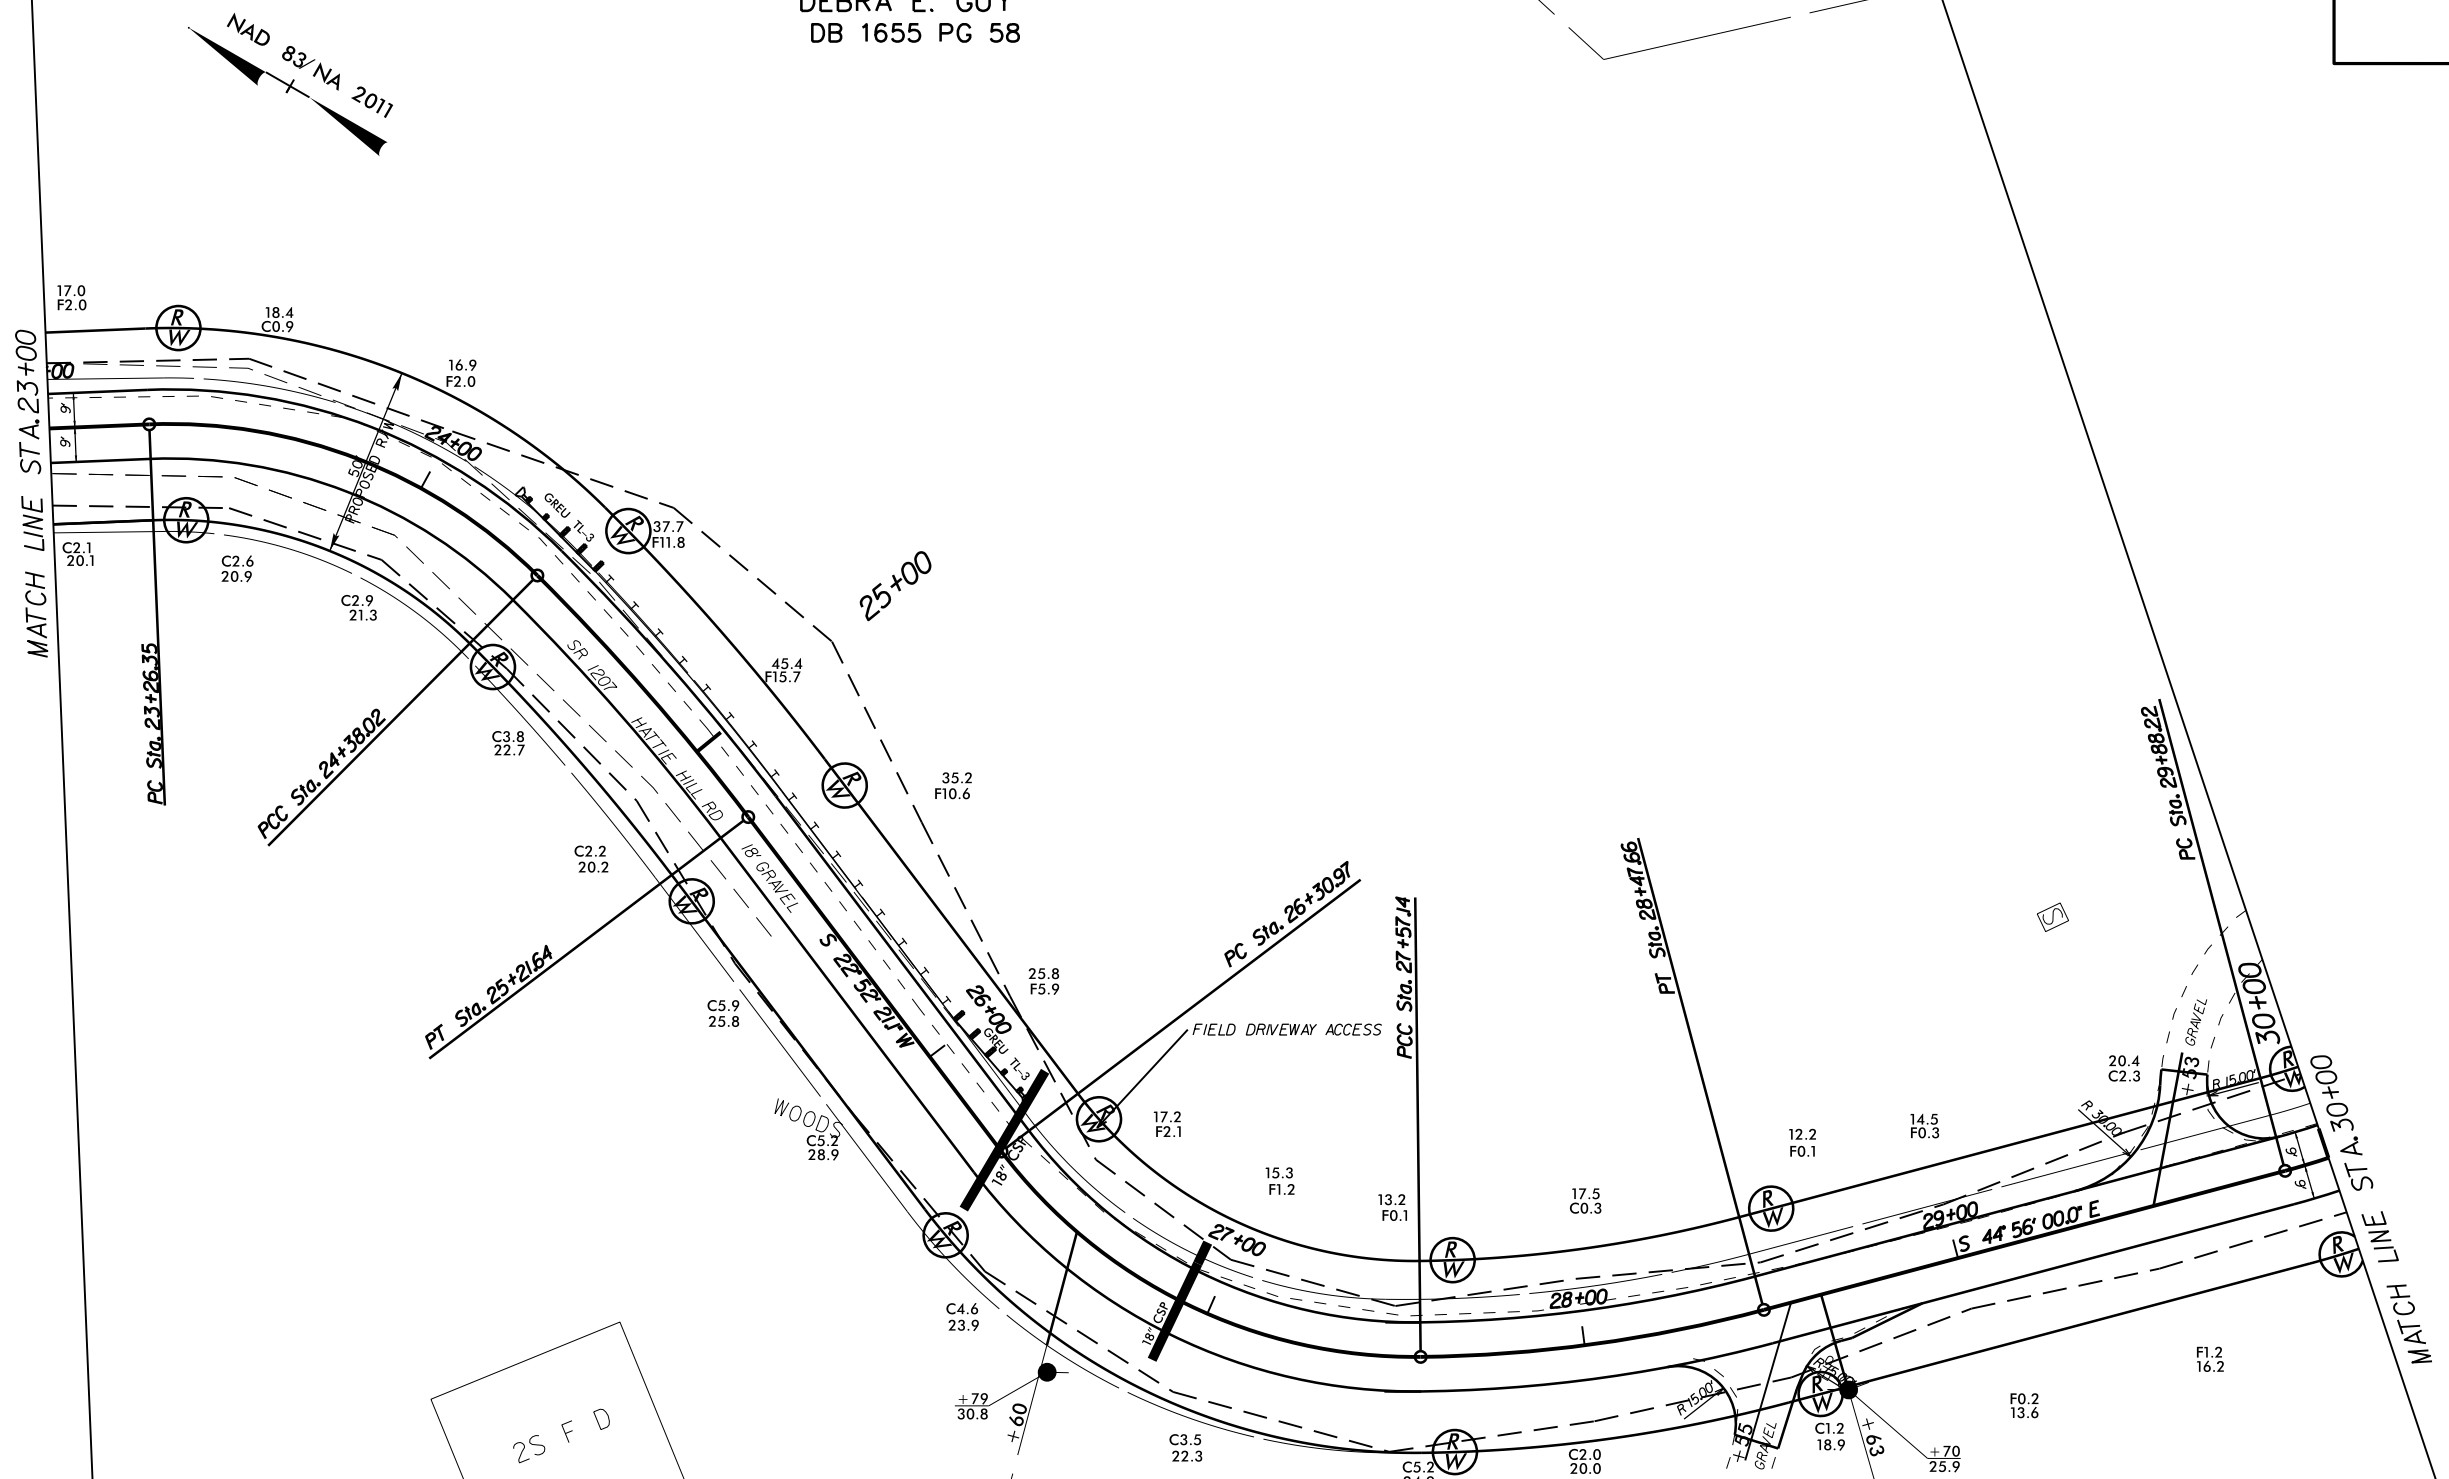 DEBRA E. GUY
DB 1655 PG 58
NAD 83/NA 2011
MATCH LINE STA. 23+00
17.0
F2.0
R
W
18.4
C0.9
16.9
F2.0
+00
9'
9'
50'
PROPOSED R/W
24+00
GREU TL-3
R
W
37.7
F11.8
R
W
C2.1
20.1
C2.6
20.9
C2.9
21.3
PC Sta. 23+26.35
PCC Sta. 24+38.02
R
W
25+00
45.4
F15.7
SR 1207
HATTIE HILL RD
18' GRAVEL
C3.8
22.7
R
W
35.2
F10.6
C2.2
20.2
R
W
PT Sta. 25+21.64
S 22° 52' 21.1" W
C5.9
25.8
25.8
F5.9
26+00
GREU TL-3
PC Sta. 26+30.97
FIELD DRIVEWAY ACCESS
WOODS
C5.2
28.9
18" CSP
R
W
17.2
F2.1
R
W
C4.6
23.9
2S F D
+79
30.8
+60
15.3
F1.2
27+00
18" CSP
C3.5
22.3
PCC Sta. 27+57.14
13.2
F0.1
R
W
R
W
C5.2
17.5
C0.3
28+00
C2.0
20.0
PT Sta. 28+47.66
12.2
F0.1
R
W
14.5
F0.3
29+00
S 44° 56' 00.0" E
R 15.00'
+55
GRAVEL
R
W
C1.2
18.9
+63
+70
25.9
F0.2
13.6
F1.2
16.2
S
PC Sta. 29+88.22
20.4
C2.3
R 30.00'
+53
GRAVEL
R 15.00'
30+00
R
W
9'
9'
R
W
MATCH LINE STA. 30+00